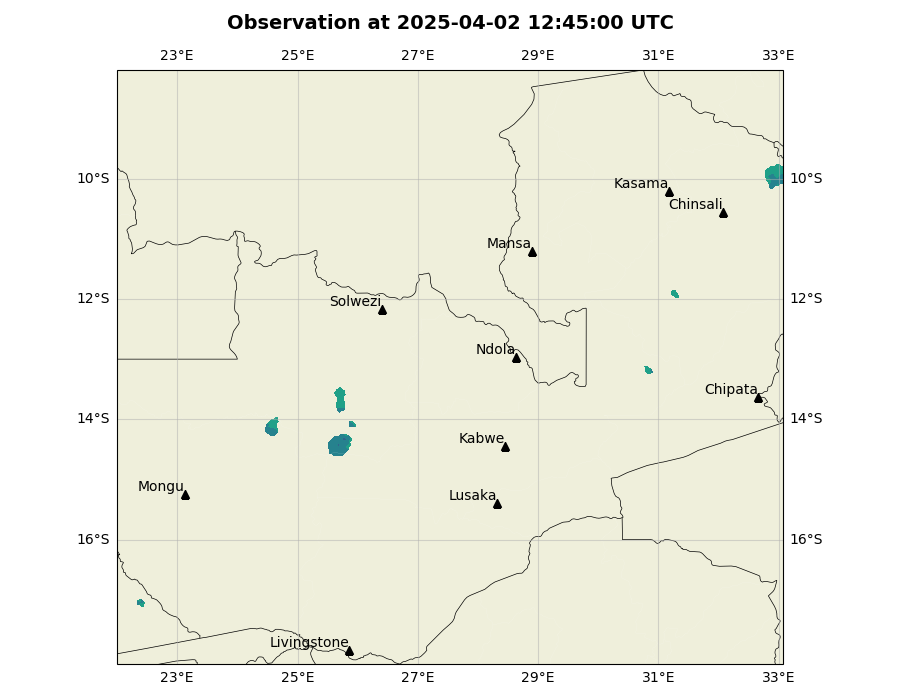 Observation at 2025-04-02 12:45:00 UTC
23°E 25°E 27°E 29°E 31°E 33°E
10°S 10°S
Kasama
Chinsali
Mansa
12°S 12°S
Solwezi
Ndola
Chipata
14°S 14°S
Kabwe
Mongu
Lusaka
16°S 16°S
Livingstone
23°E 25°E 27°E 29°E 31°E 33°E